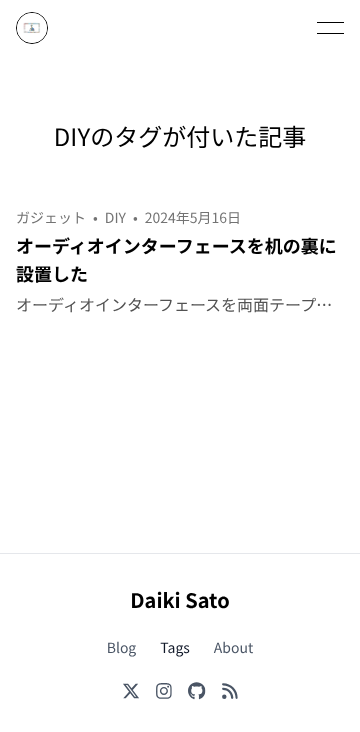 DIYのタグが付いた記事
ガジェット • DIY • 2024年5月16日
オーディオインターフェースを机の裏に
設置した
オーディオインターフェースを両面テープ…
Daiki Sato
Blog Tags About